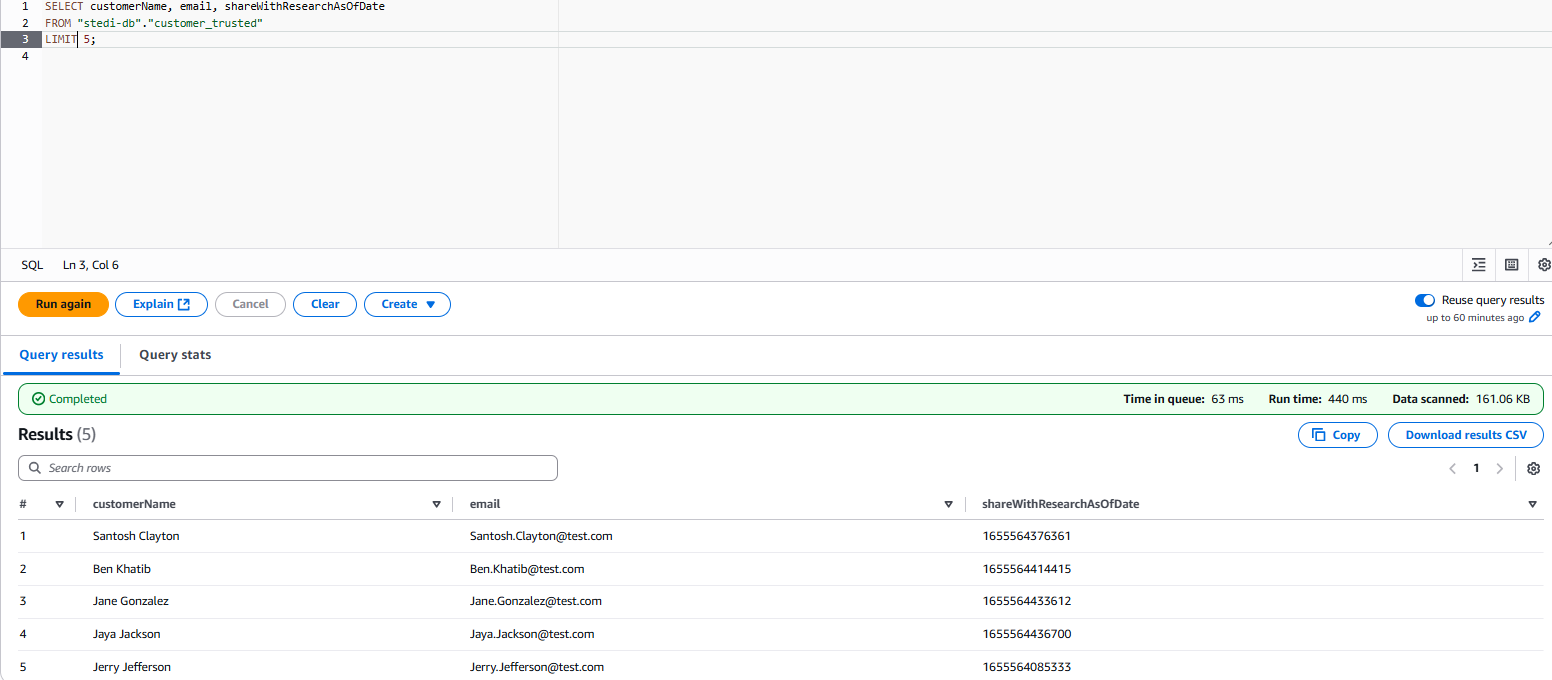 1 SELECT customerName, email, shareWithResearchAsOfDate
2 FROM "stedi-db"."customer_trusted"
3 LIMIT 5;
4
SQL Ln 3, Col 6
Run again Explain Cancel Clear Create Reuse query results
up to 60 minutes ago
Query results Query stats
Completed Time in queue: 63 ms Run time: 440 ms Data scanned: 161.06 KB
Results (5) Copy Download results CSV
Search rows 1
# customerName email shareWithResearchAsOfDate
1 Santosh Clayton Santosh.Clayton@test.com 1655564376361
2 Ben Khatib Ben.Khatib@test.com 1655564414415
3 Jane Gonzalez Jane.Gonzalez@test.com 1655564433612
4 Jaya Jackson Jaya.Jackson@test.com 1655564436700
5 Jerry Jefferson Jerry.Jefferson@test.com 1655564085333